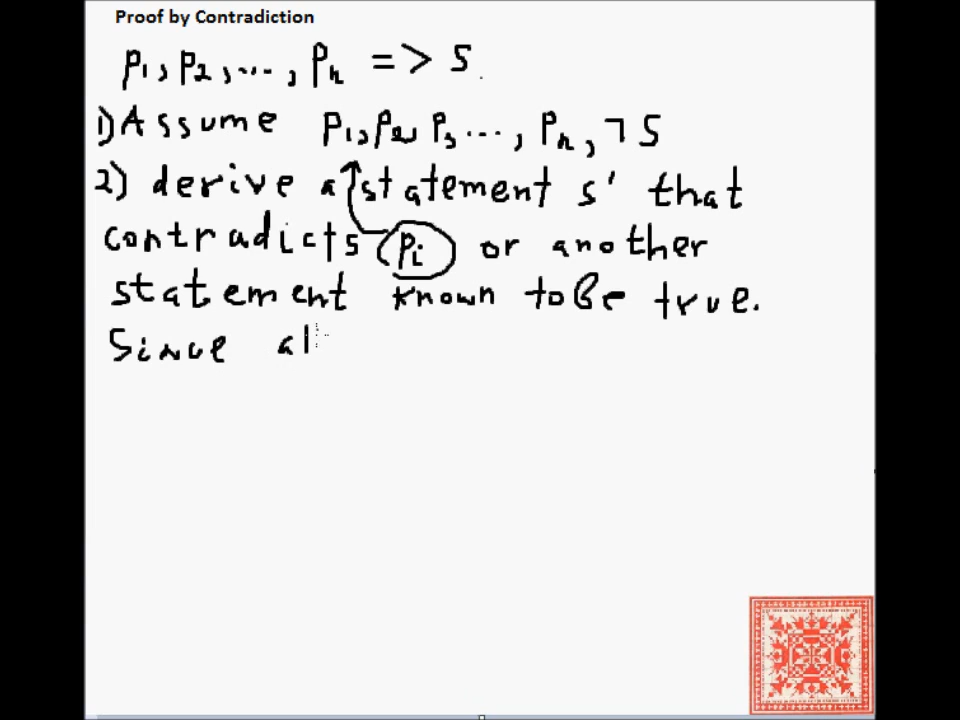 Proof by Contradiction
p1, p2, ..., pn => S.
1) Assume p1, p2, p3 ..., pn, ¬S
2) derive a statement s' that
contradicts pi or another
statement known to be true.
Since al